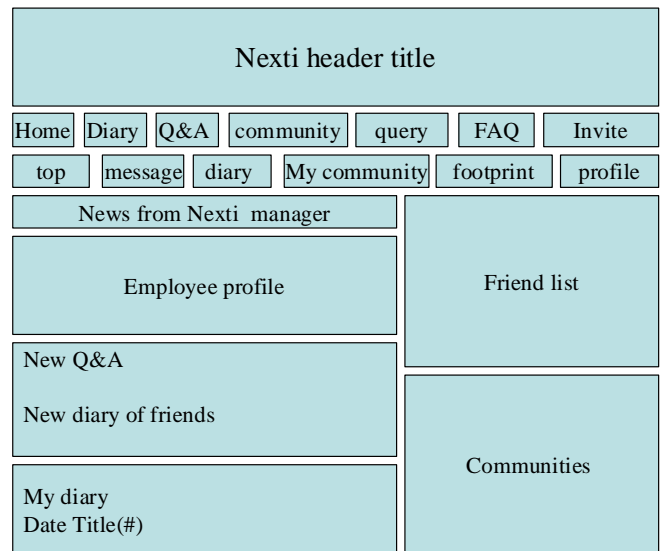 Nexti header title
Home Diary Q&A community query FAQ Invite
top message diary My community footprint profile
News from Nexti manager
Employee profile
Friend list
New Q&A
New diary of friends
Communities
My diary
Date Title(#)